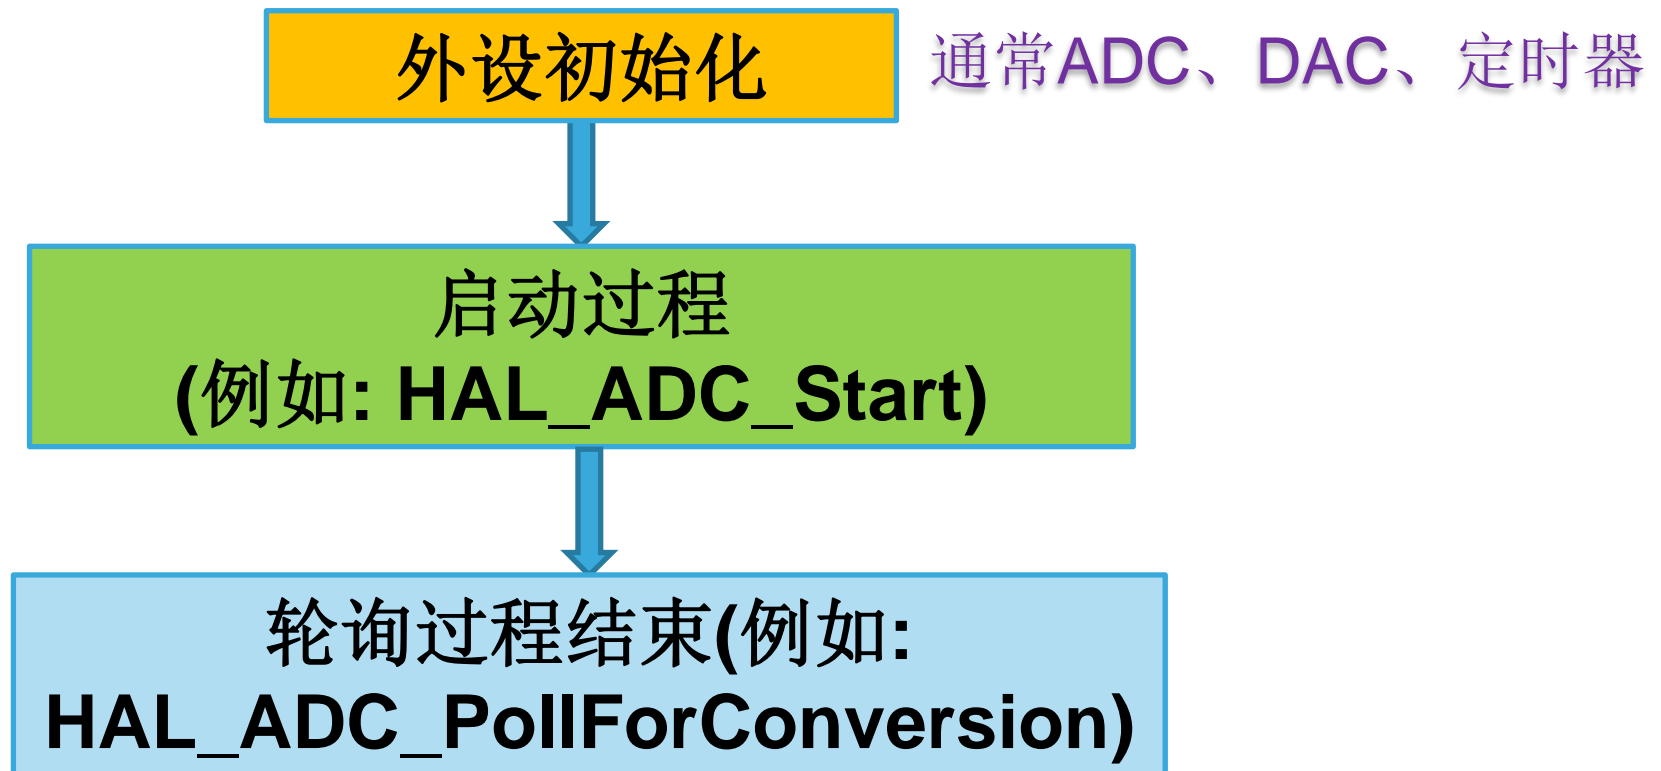 外设初始化
通常ADC、DAC、定时器
启动过程
(例如: HAL_ADC_Start)
轮询过程结束(例如:
HAL_ADC_PollForConversion)